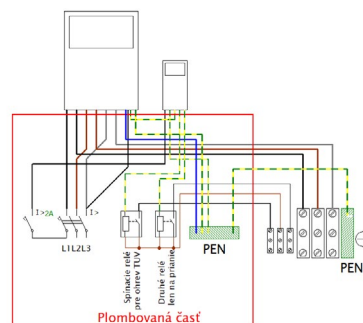 I>2A
I>
L1L2L3
Spínacie relé
pre ohrev TÚV
Druhé relé
len na prianie
PEN
PEN
Plombovaná časť